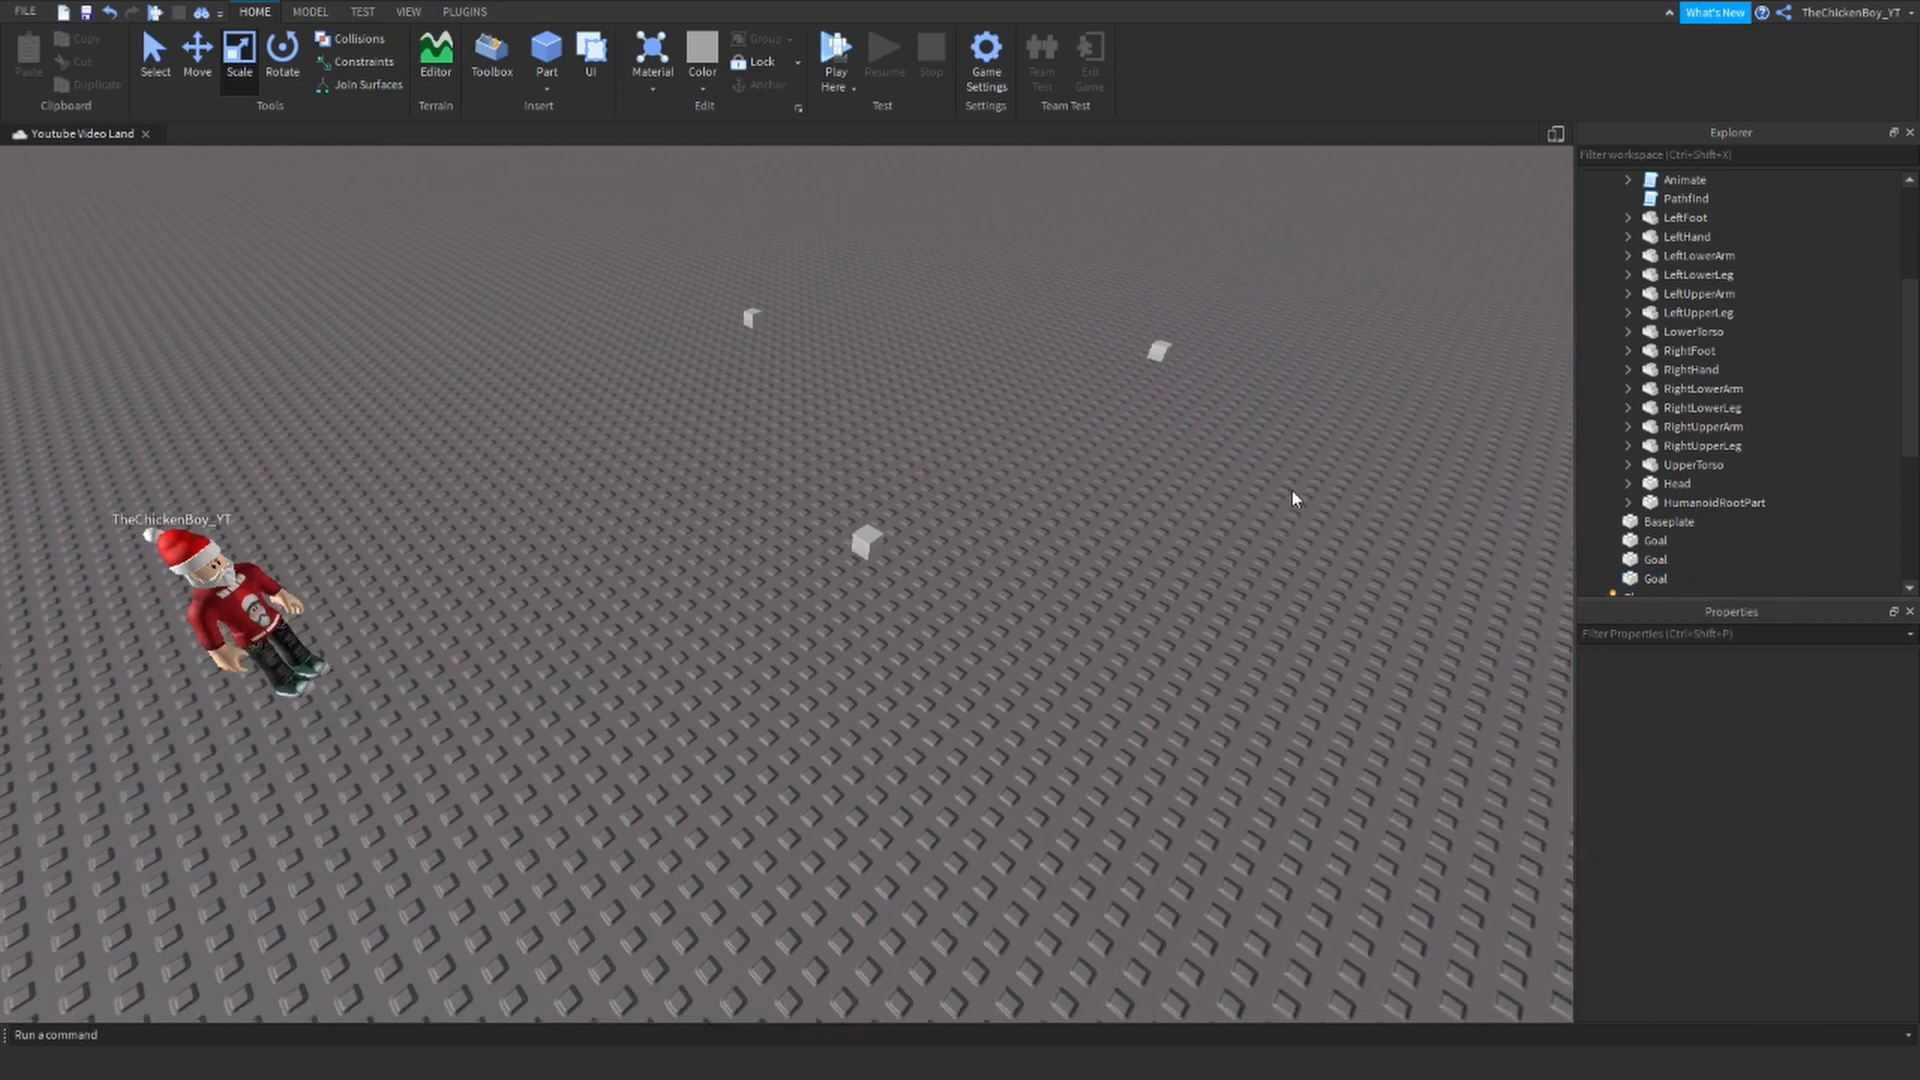 FILE HOME MODEL TEST VIEW PLUGINS What's New TheChickenBoy_YT
Paste Copy Cut Duplicate Clipboard
Select Move Scale Rotate Collisions Constraints Join Surfaces Tools
Editor Terrain
Toolbox Part UI Insert
Material Color Group Lock Anchor Edit
Play Here Resume Stop Test
Game Settings Settings
Team Test Exit Game Team Test
Youtube Video Land
Explorer
Filter workspace (Ctrl+Shift+X)
Animate
Pathfind
LeftFoot
LeftHand
LeftLowerArm
LeftLowerLeg
LeftUpperArm
LeftUpperLeg
LowerTorso
RightFoot
RightHand
RightLowerArm
RightLowerLeg
RightUpperArm
RightUpperLeg
UpperTorso
Head
HumanoidRootPart
Baseplate
Goal
Goal
Goal
TheChickenBoy_YT
Properties
Filter Properties (Ctrl+Shift+P)
Run a command